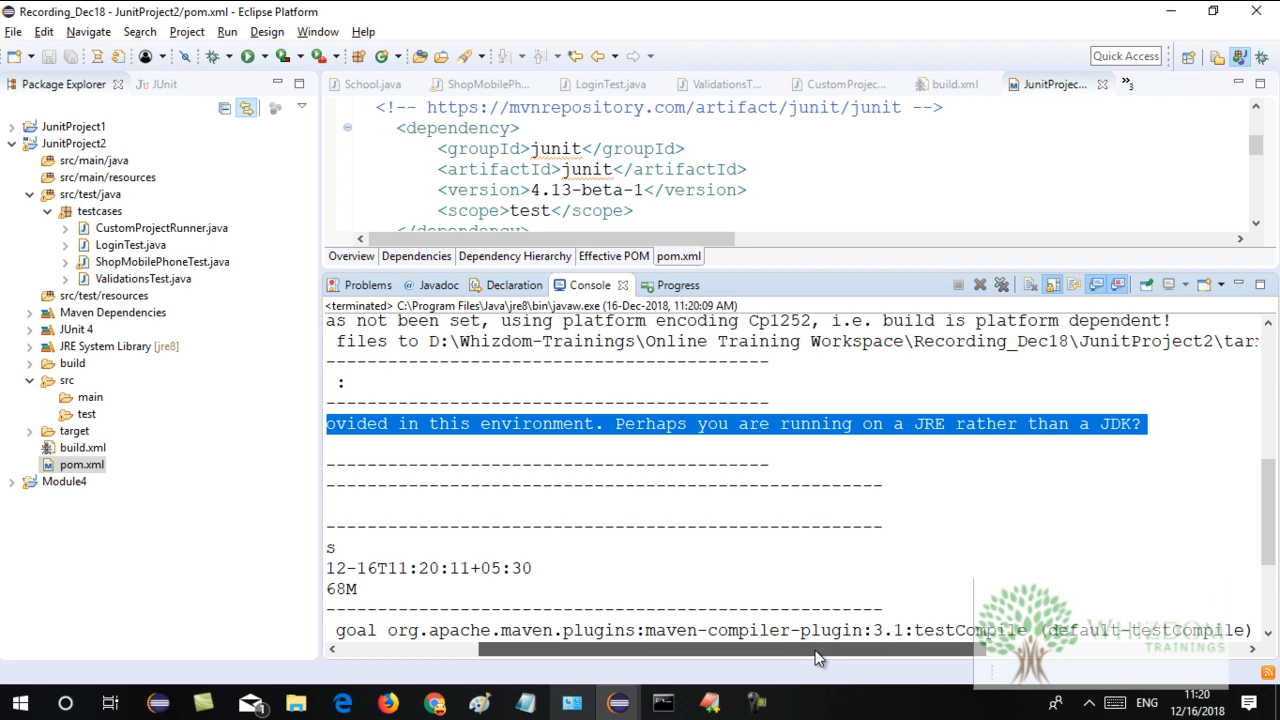 Recording_Dec18 - JunitProject2/pom.xml - Eclipse Platform
File Edit Navigate Search Project Run Design Window Help
Quick Access
Package Explorer JUnit
School.java ShopMobilePh... LoginTest.java ValidationsT... CustomProjec... build.xml JunitProjec... »3
JunitProject1
JunitProject2
src/main/java
src/main/resources
src/test/java
testcases
CustomProjectRunner.java
LoginTest.java
ShopMobilePhoneTest.java
ValidationsTest.java
src/test/resources
Maven Dependencies
JUnit 4
JRE System Library [jre8]
build
src
main
test
target
build.xml
pom.xml
Module4
<!-- https://mvnrepository.com/artifact/junit/junit -->
<dependency>
<groupId>junit</groupId>
<artifactId>junit</artifactId>
<version>4.13-beta-1</version>
<scope>test</scope>
</dependency>
Overview Dependencies Dependency Hierarchy Effective POM pom.xml
Problems @ Javadoc Declaration Console Progress
<terminated> C:\Program Files\Java\jre8\bin\javaw.exe (16-Dec-2018, 11:20:09 AM)
as not been set, using platform encoding Cp1252, i.e. build is platform dependent!
files to D:\Whizdom-Trainings\Online Training Workspace\Recording_Dec18\JunitProject2\tar
-------------------------------------------
:
-------------------------------------------
ovided in this environment. Perhaps you are running on a JRE rather than a JDK?
-------------------------------------------
------------------------------------------------------
------------------------------------------------------
s
12-16T11:20:11+05:30
68M
------------------------------------------------------
goal org.apache.maven.plugins:maven-compiler-plugin:3.1:testCompile (default-testCompile)
WHIZDOM
TRAININGS
ENG
11:20
12/16/2018